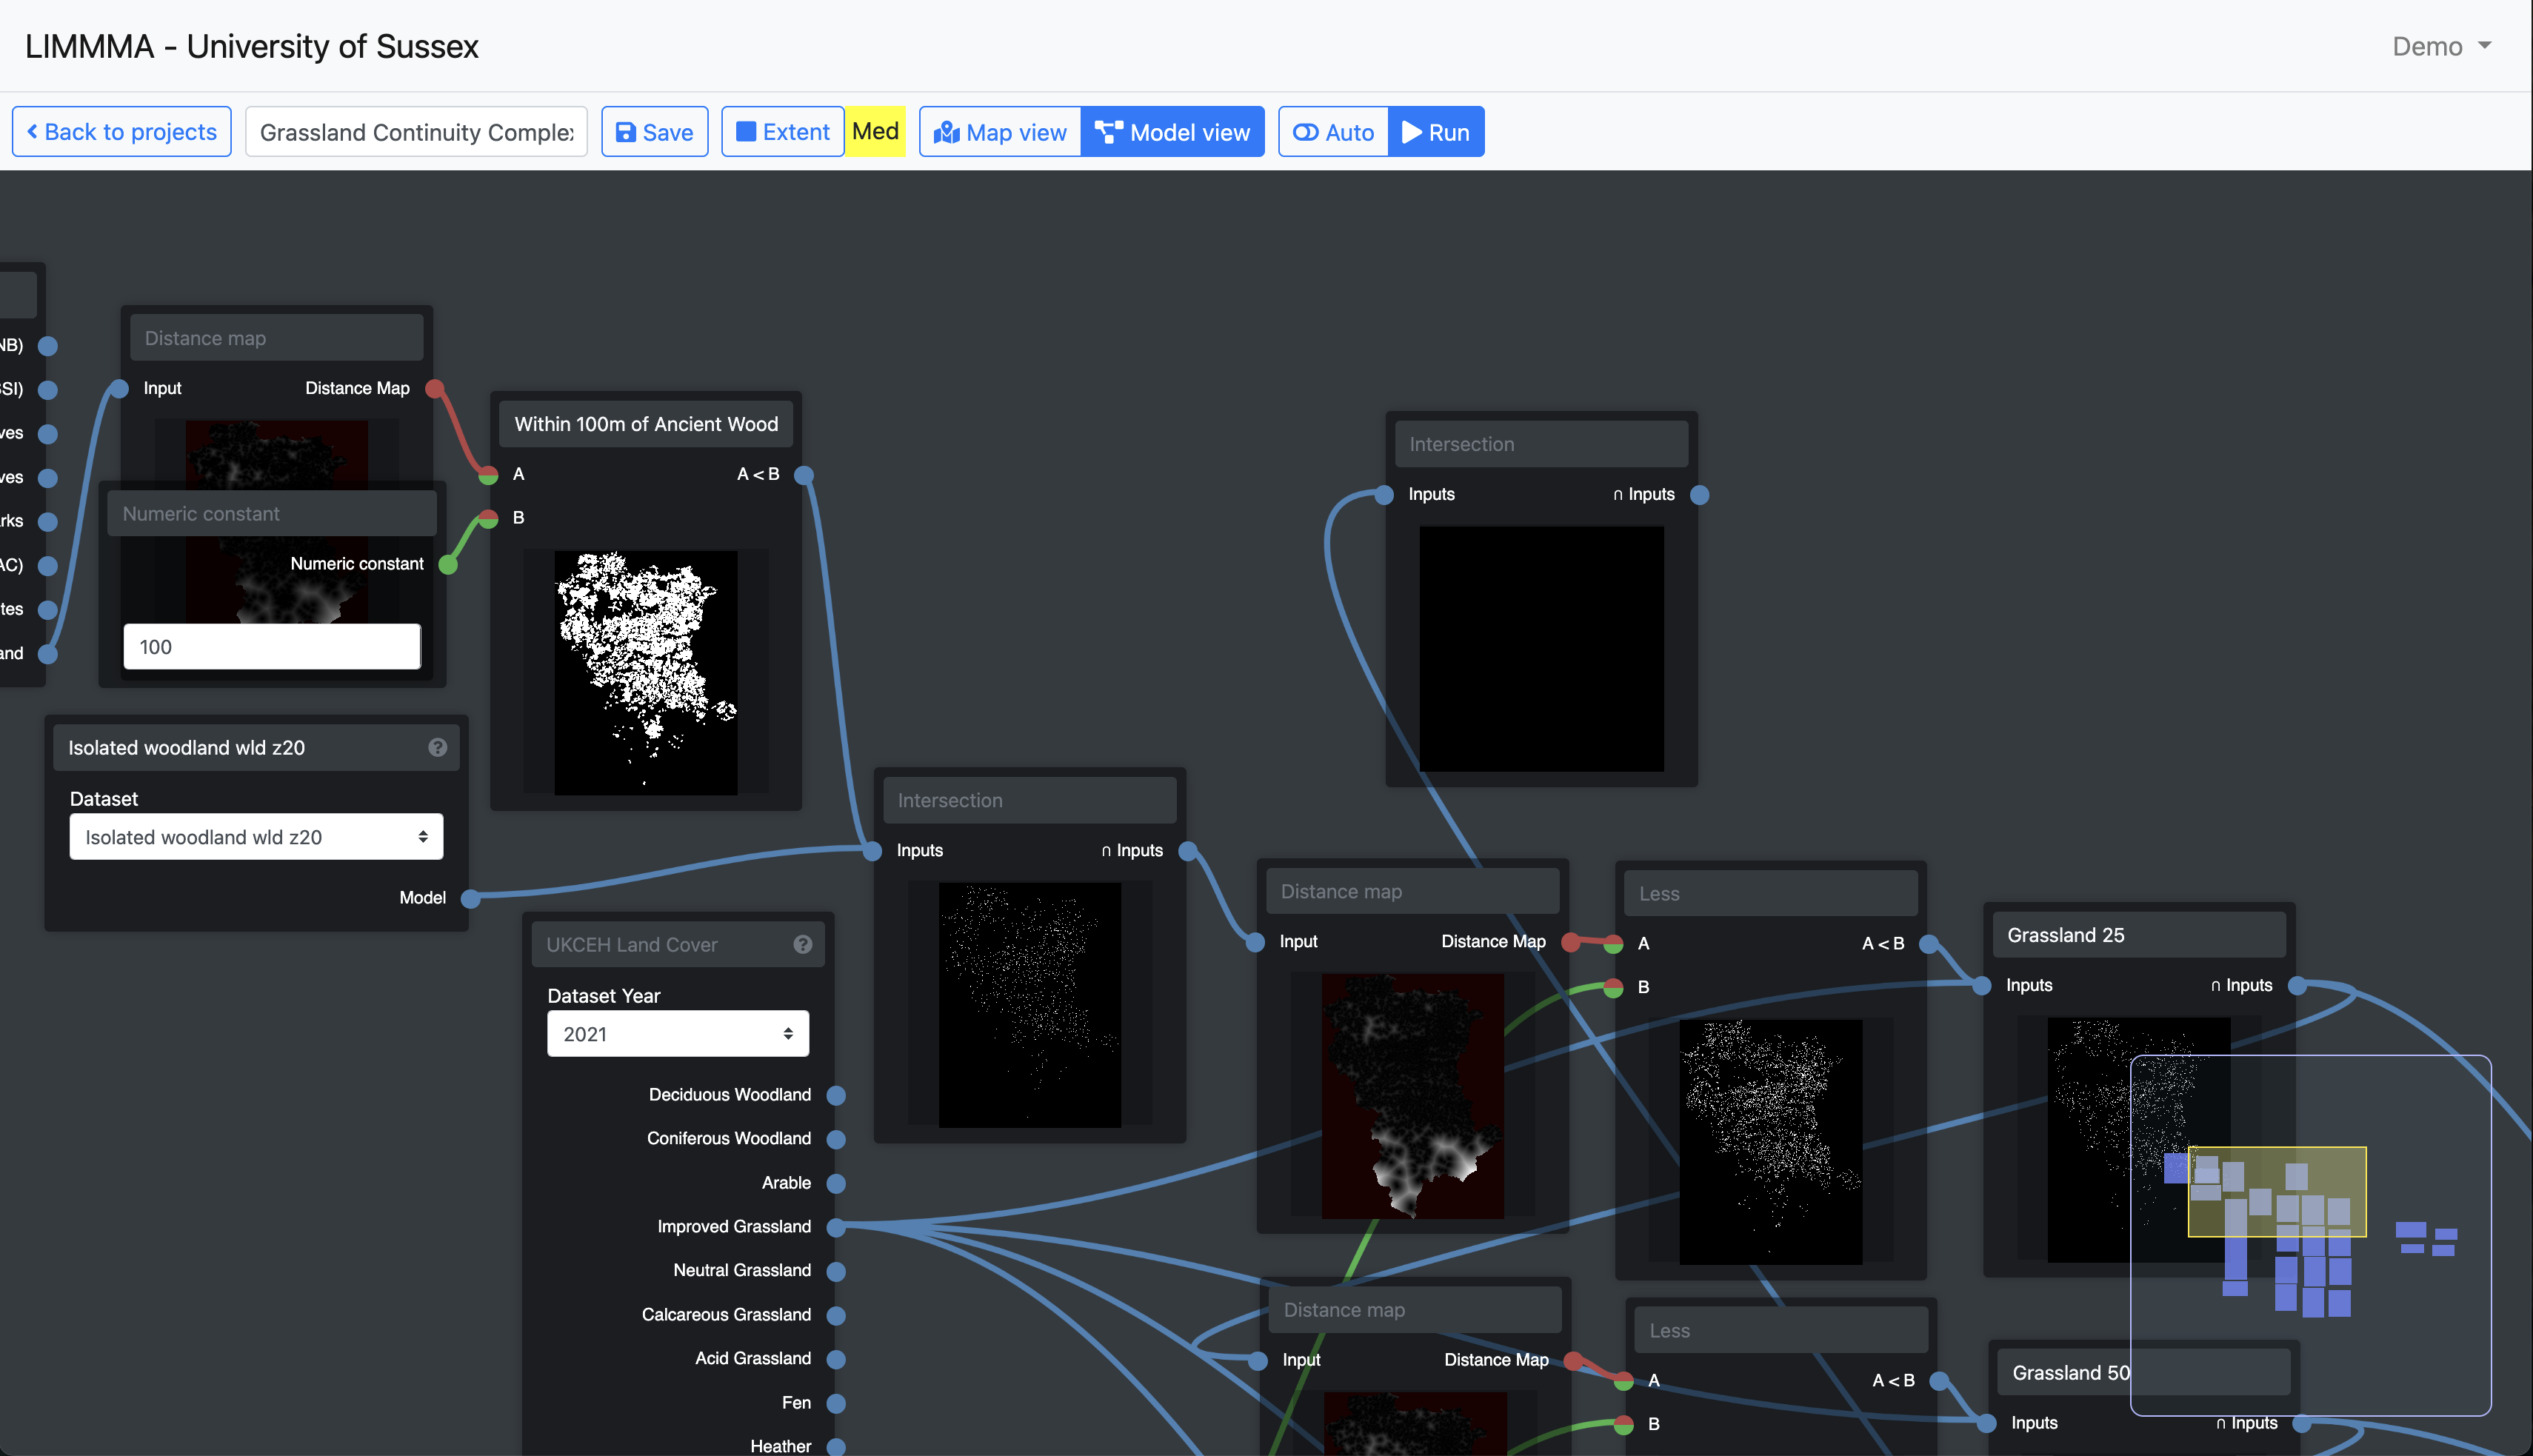 LIMMMA - University of Sussex
Demo
Back to projects
Grassland Continuity Complex
Save
Extent
Med
Map view
Model view
Auto
Run
NB)
SSI)
ves
ves
rks
AC)
tes
and
Distance map
Input
Distance Map
Numeric constant
Numeric constant
100
Within 100m of Ancient Wood
A
A < B
B
Isolated woodland wld z20
Dataset
Isolated woodland wld z20
Model
UKCEH Land Cover
Dataset Year
2021
Deciduous Woodland
Coniferous Woodland
Arable
Improved Grassland
Neutral Grassland
Calcareous Grassland
Acid Grassland
Fen
Heather
Intersection
Inputs
∩ Inputs
Intersection
Inputs
∩ Inputs
Distance map
Input
Distance Map
Less
A
A < B
B
Grassland 25
Inputs
∩ Inputs
Distance map
Input
Distance Map
Less
A
A < B
B
Grassland 50
Inputs
∩ Inputs